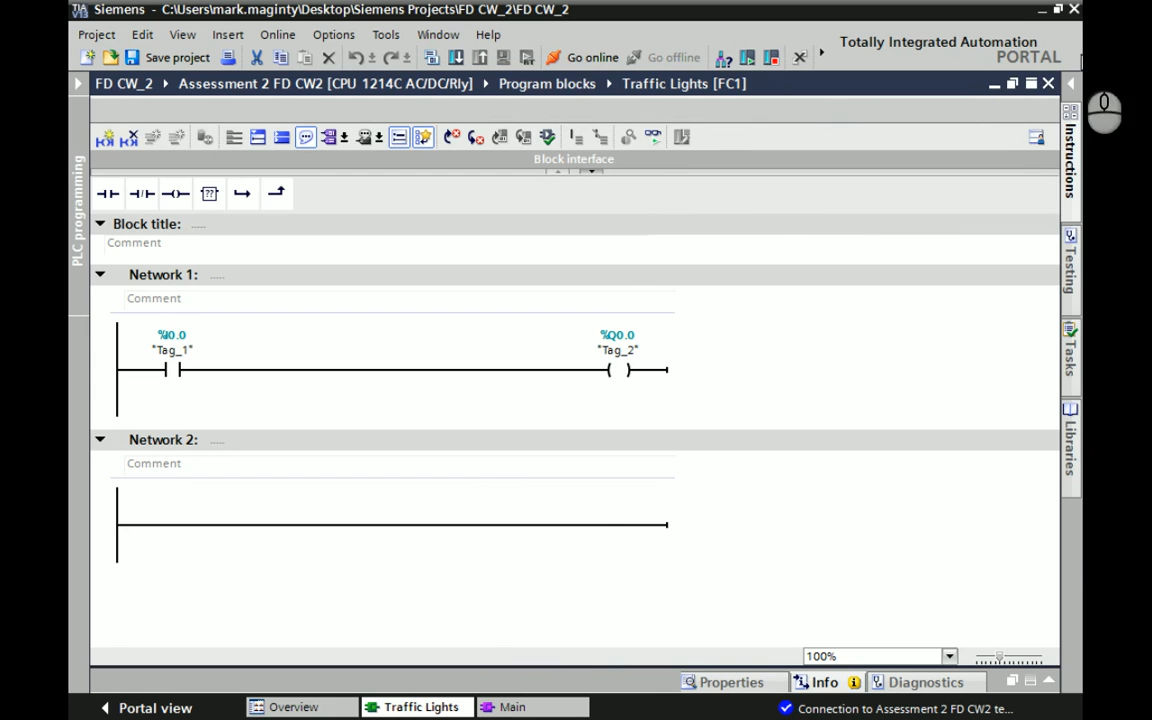 Siemens - C:\Users\mark.maginty\Desktop\Siemens Projects\FD CW_2\FD CW_2
TIA
V13
Project Edit View Insert Online Options Tools Window Help
Totally Integrated Automation
PORTAL
Save project Go online Go offline
FD CW_2 Assessment 2 FD CW2 [CPU 1214C AC/DC/Rly] Program blocks Traffic Lights [FC1]
Block interface
??
Block title: .....
Comment
Network 1: .....
Comment
%I0.0
"Tag_1"
%Q0.0
"Tag_2"
Network 2: .....
Comment
100%
Properties Info Diagnostics
Portal view Overview Traffic Lights Main
Connection to Assessment 2 FD CW2 te...
PLC programming
Instructions
Testing
Tasks
Libraries